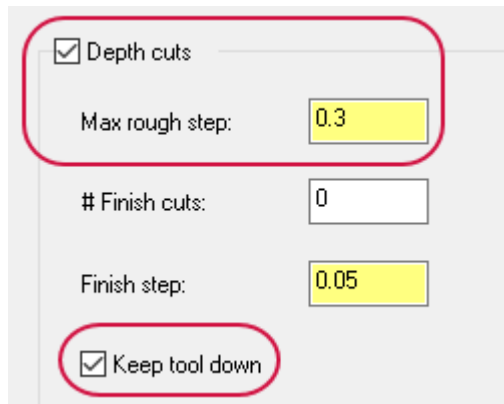 Depth cuts
Max rough step: 0.3
# Finish cuts: 0
Finish step: 0.05
Keep tool down